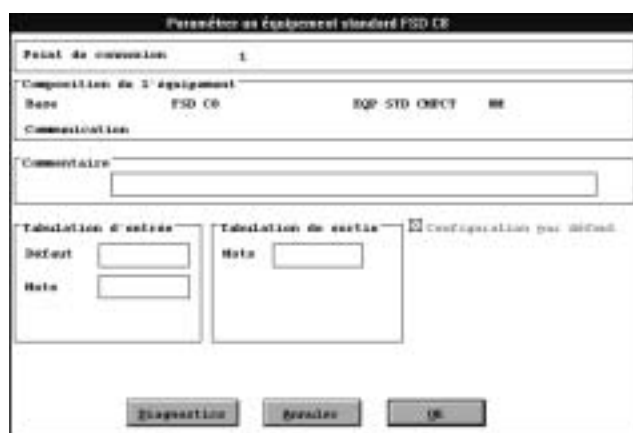 Paramétrer un équipement standard FSD C8
Point de connexion 1
Composition de l'équipement
Base FSD C8 EQP STD CMPCT
Communication
Commentaire
Tabulation d'entrée Tabulation de sortie Configuration par défaut
Défaut Mots
Mots
Diagnostics Annuler OK